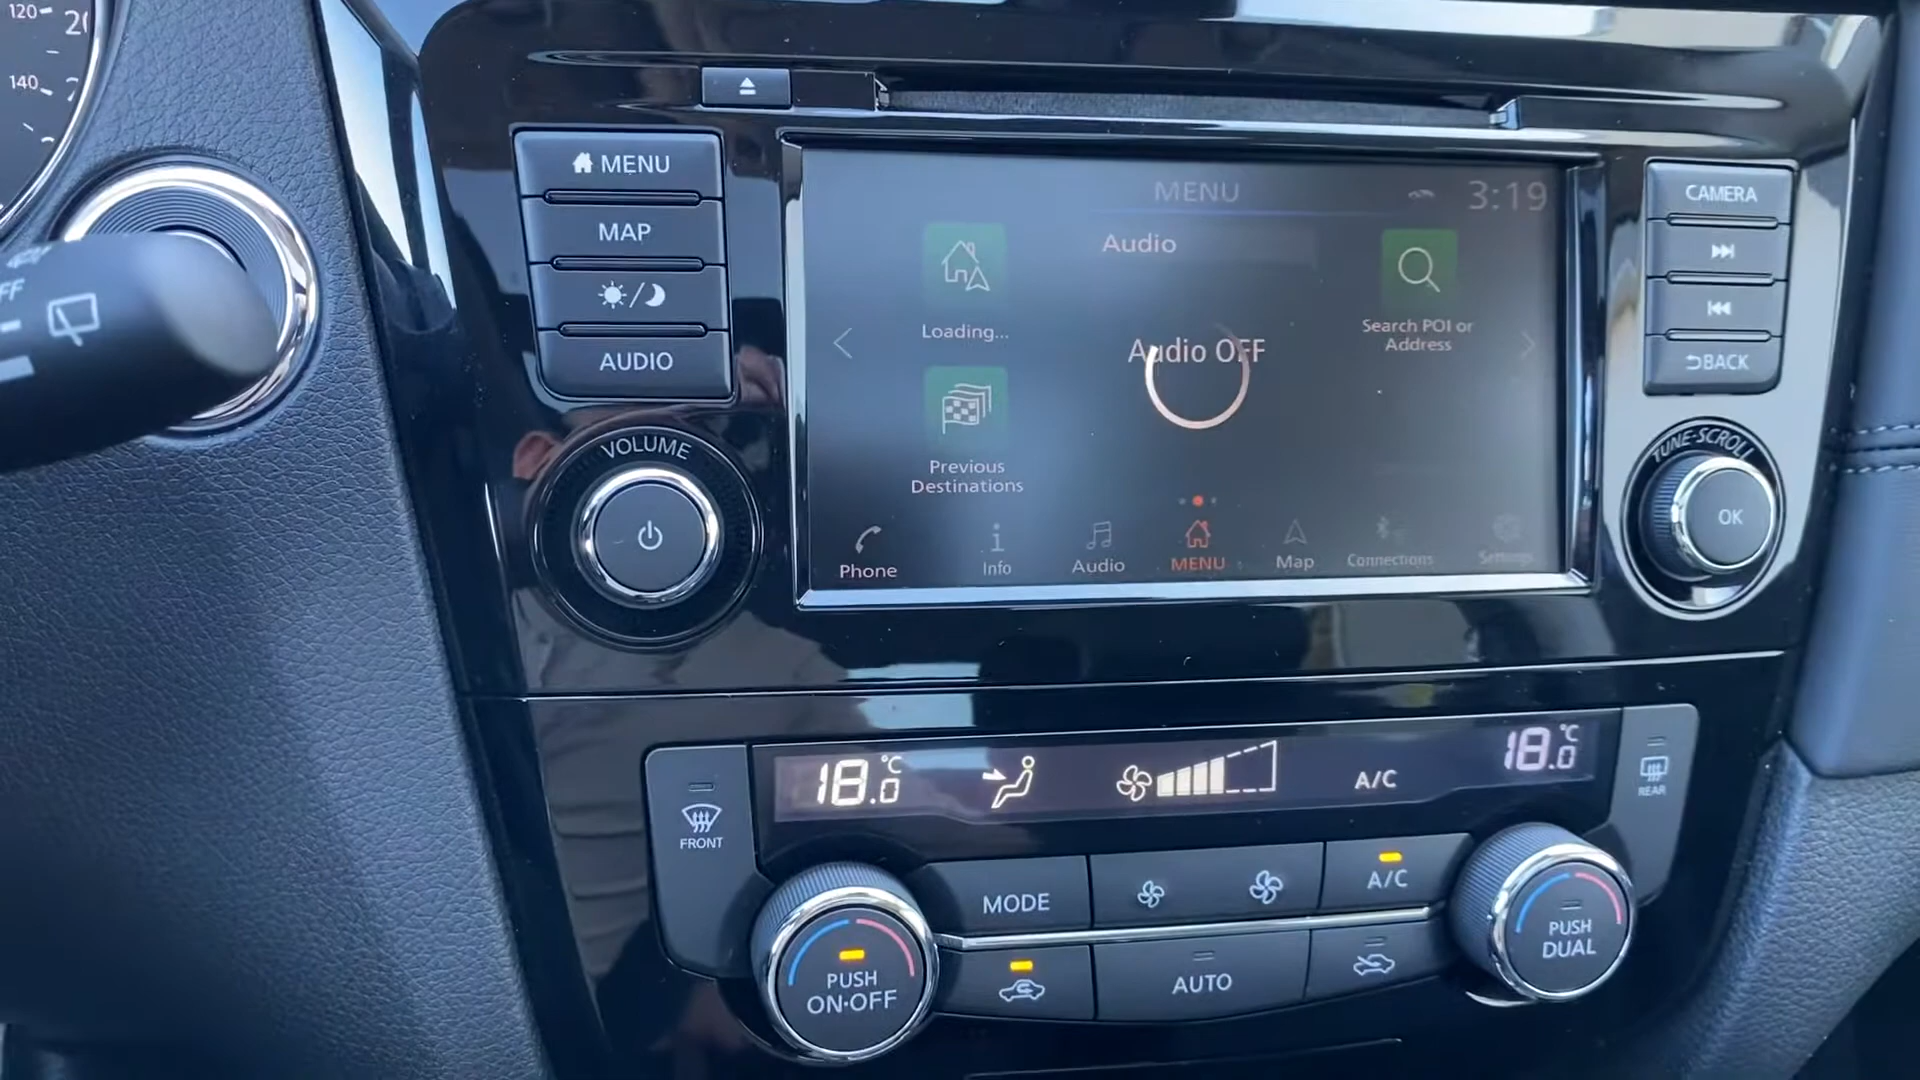 120
20
140
OFF
MENU
MAP
AUDIO
VOLUME
MENU
3:19
Audio
Loading...
Audio OFF
Search POI or
Address
Previous
Destinations
Phone
Info
Audio
MENU
Map
Connections
Settings
CAMERA
BACK
TUNE·SCROLL
OK
FRONT
18.0°C
A/C
18.0°C
REAR
MODE
A/C
PUSH
ON·OFF
AUTO
PUSH
DUAL